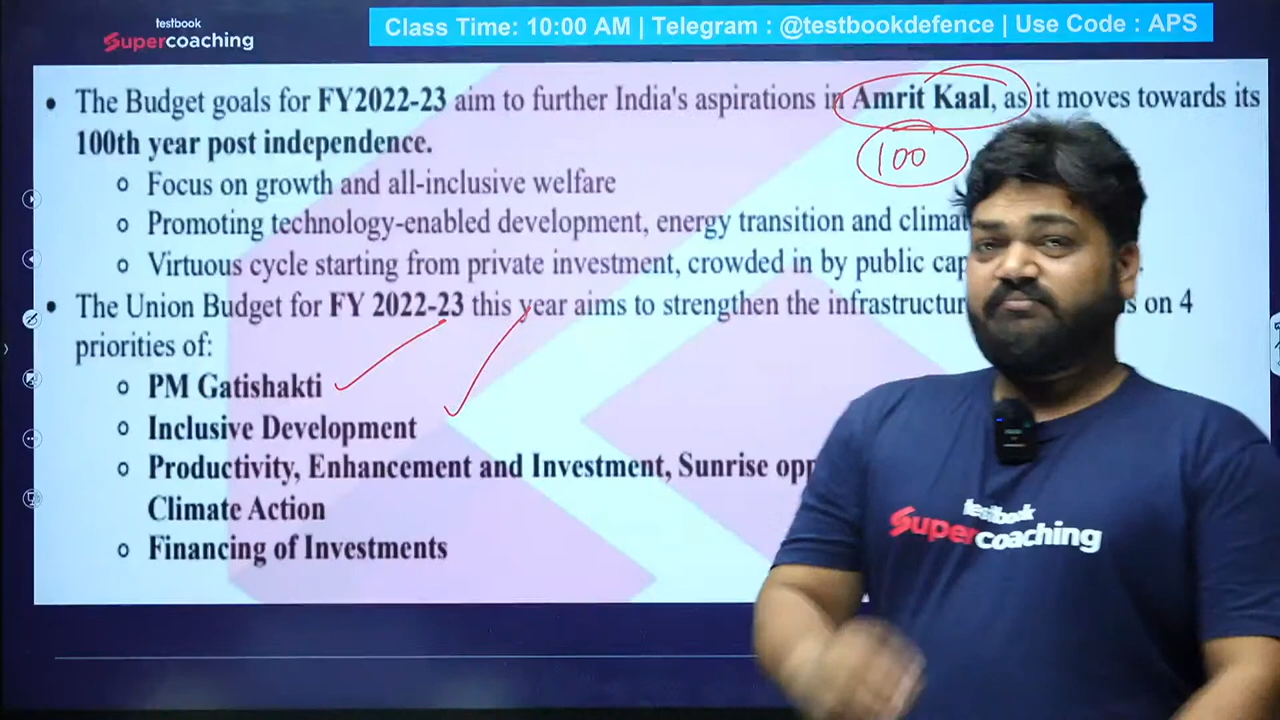 testbook
Supercoaching
Class Time: 10:00 AM | Telegram : @testbookdefence | Use Code : APS
• The Budget goals for FY2022-23 aim to further India's aspirations in Amrit Kaal, as it moves towards its
100th year post independence.
100
o Focus on growth and all-inclusive welfare
o Promoting technology-enabled development, energy transition and
o Virtuous cycle starting from private investment, crowded in by public
• The Union Budget for FY 2022-23 this year aims to strengthen the on 4
priorities of:
o PM Gatishakti
o Inclusive Development
o Productivity, Enhancement and Investment, Sunrise
Climate Action
o Financing of Investments
testbook
Supercoaching